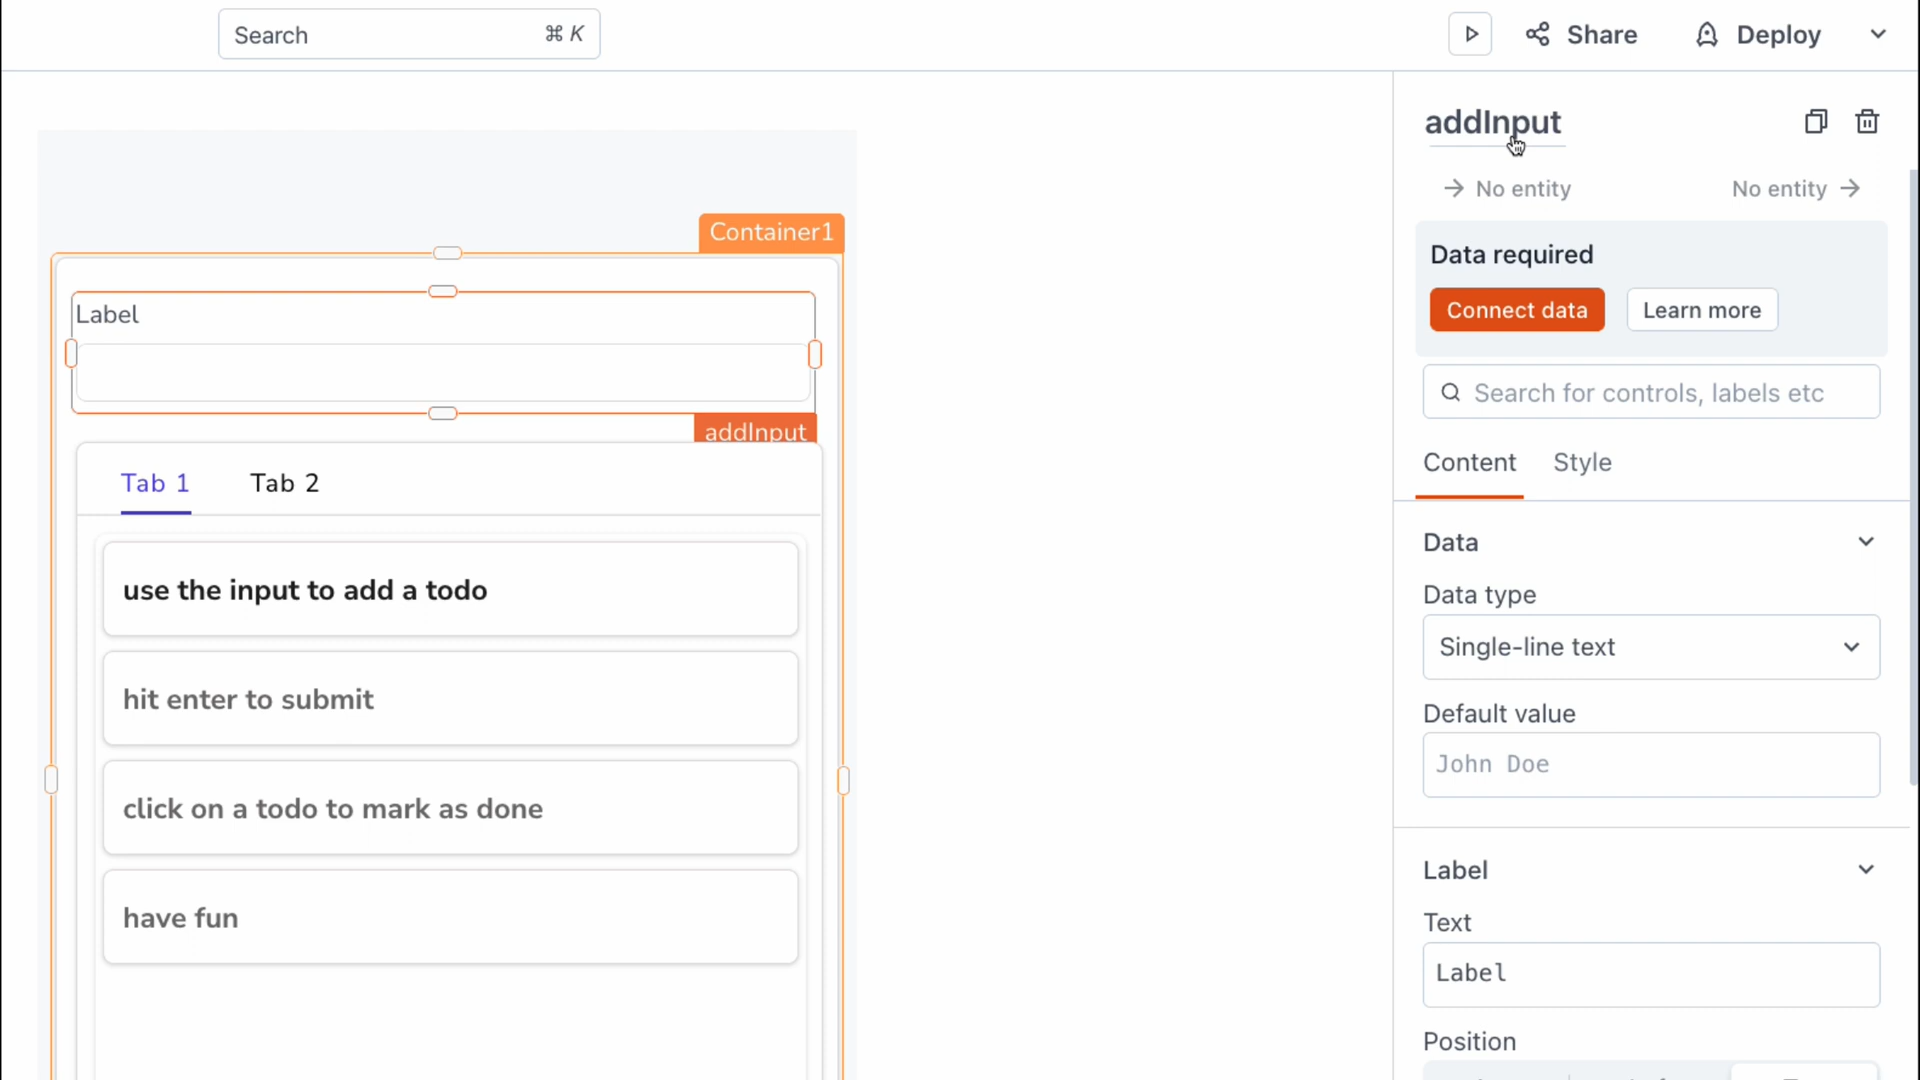 Search ⌘ K
Share
Deploy
addInput
No entity
No entity
Data required
Connect data
Learn more
Search for controls, labels etc
Content
Style
Data
Data type
Single-line text
Default value
John Doe
Label
Text
Label
Position
Container1
Label
addInput
Tab 1
Tab 2
use the input to add a todo
hit enter to submit
click on a todo to mark as done
have fun